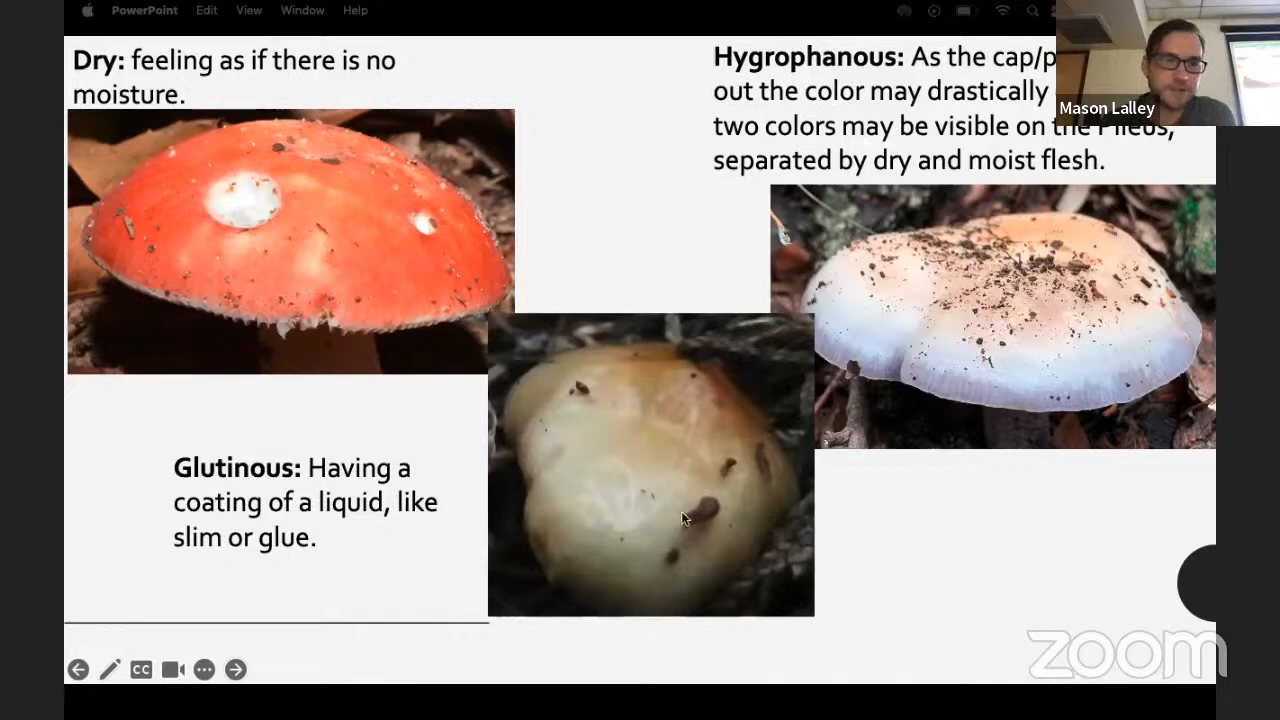 PowerPoint Edit View Window Help
Dry: feeling as if there is no
moisture.
Hygrophanous: As the cap/p
out the color may drastically
two colors may be visible on the Pileus,
separated by dry and moist flesh.
Mason Lalley
Glutinous: Having a
coating of a liquid, like
slim or glue.
CC
zoom